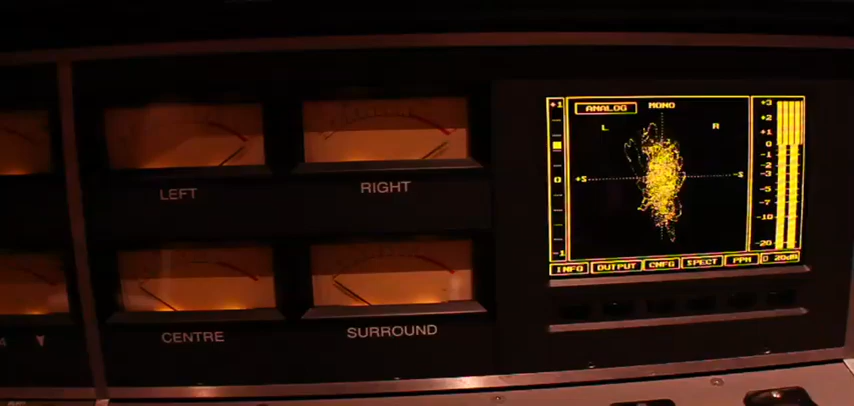 LEFT
RIGHT
CENTRE
SURROUND
4
+1
0
-1
ANALOG
MONO
L
R
+S
-S
+3
+2
+1
0
-1
-2
-3
-5
-7
-10
-20
INFO OUTPUT CNFG SPECT PPM 0 20dB